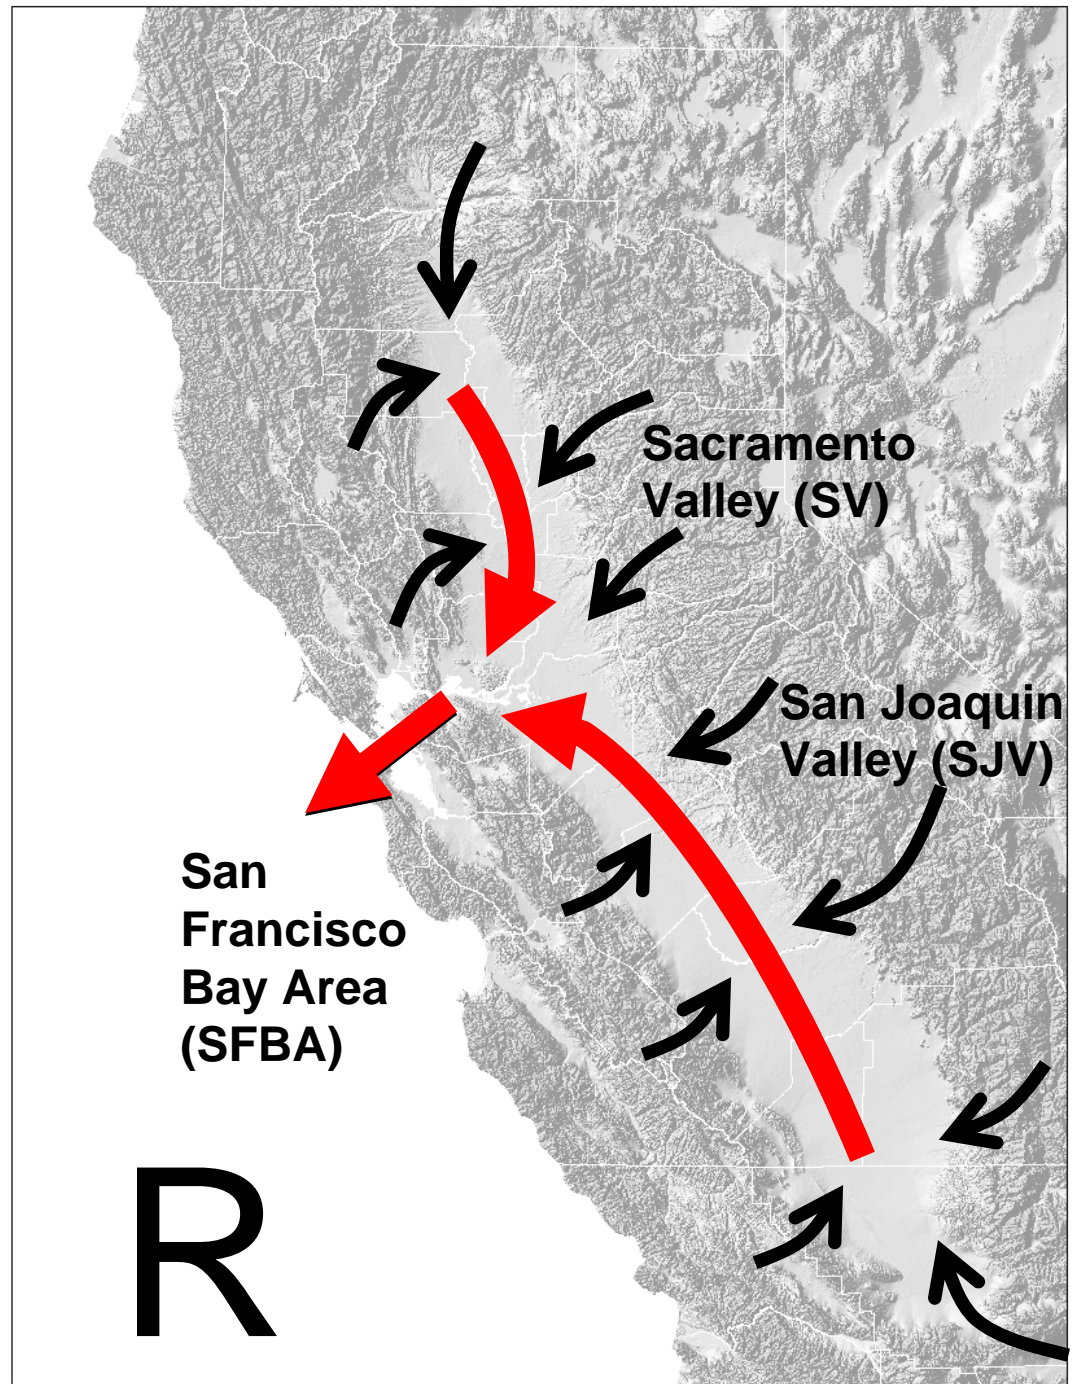 Sacramento
Valley (SV)
San Joaquin
Valley (SJV)
San
Francisco
Bay Area
(SFBA)
R